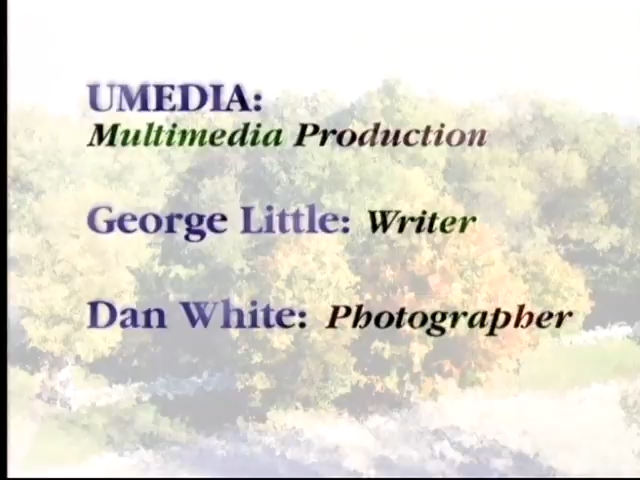 UMEDIA:
Multimedia Production
George Little: Writer
Dan White: Photographer